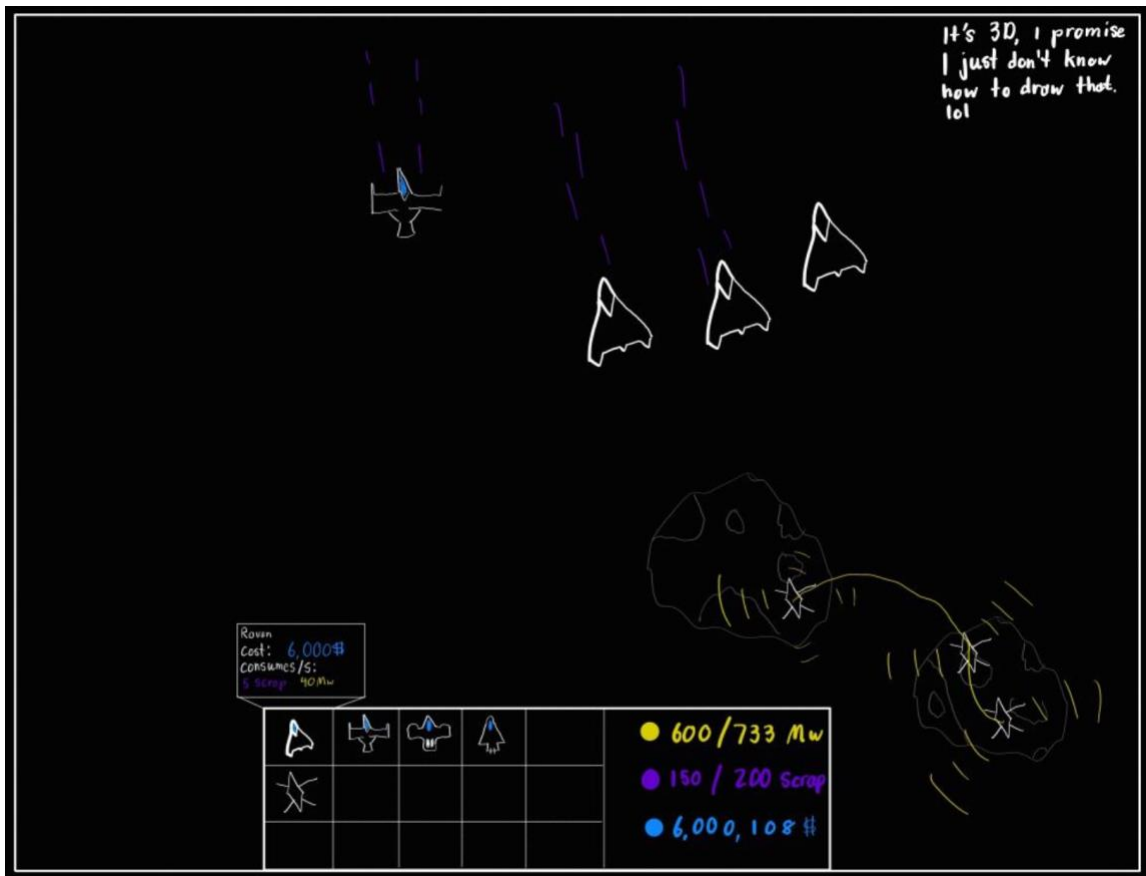 It's 3D, I promise
I just don't know
how to draw that.
lol
Rovan
Cost: 6,000$
Consumes/s:
5 Scrap 40Mw
600/733 Mw
150 / 200 Scrap
6,000,108$